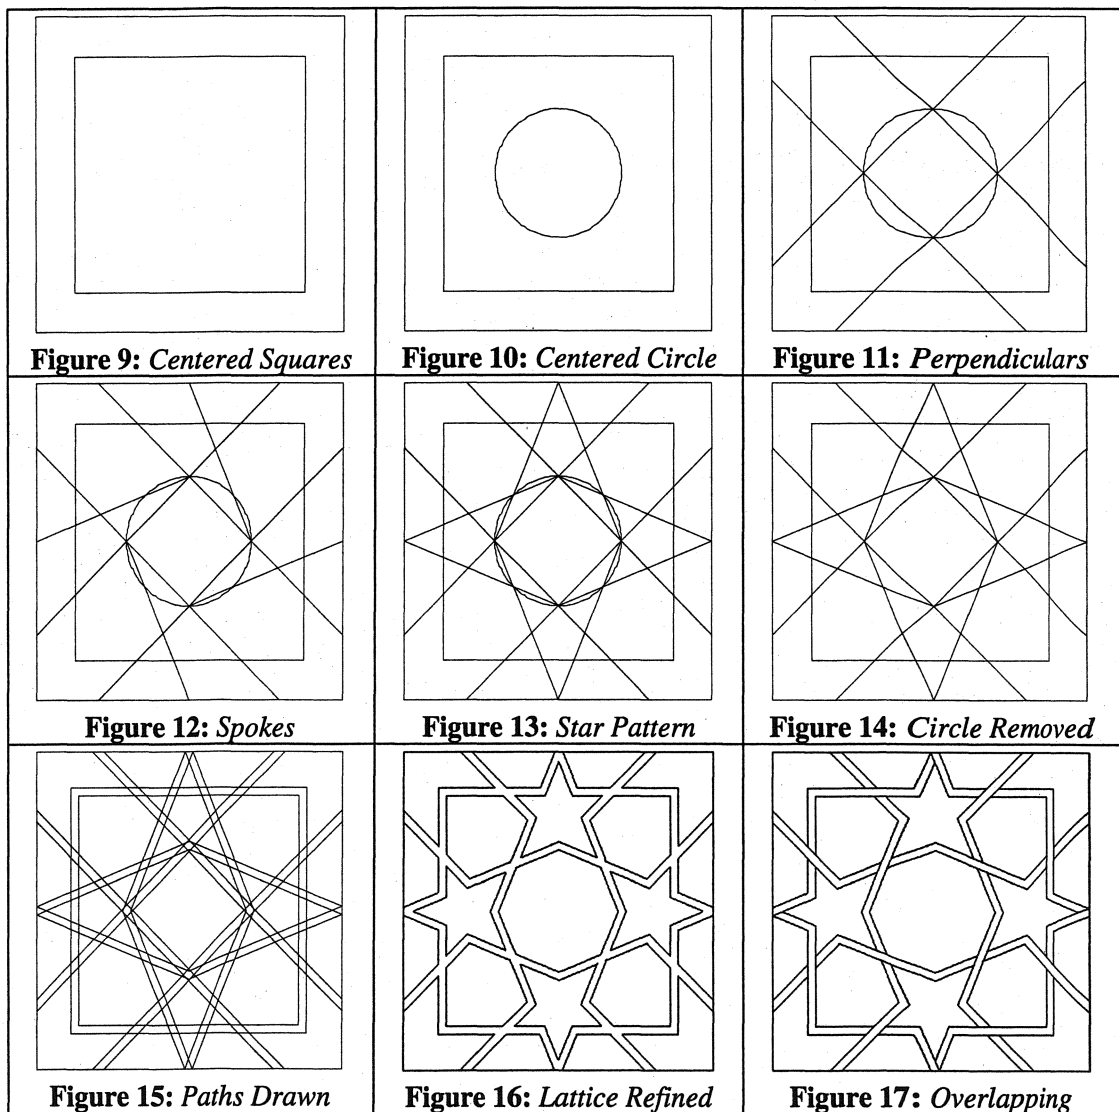 Figure 9: Centered Squares
Figure 10: Centered Circle
Figure 11: Perpendiculars
Figure 12: Spokes
Figure 13: Star Pattern
Figure 14: Circle Removed
Figure 15: Paths Drawn
Figure 16: Lattice Refined
Figure 17: Overlapping